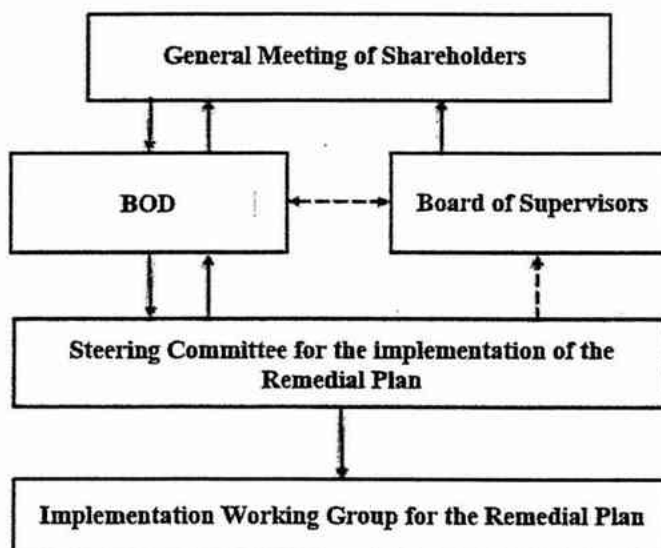 General Meeting of Shareholders
BOD
Board of Supervisors
Steering Committee for the implementation of the
Remedial Plan
Implementation Working Group for the Remedial Plan